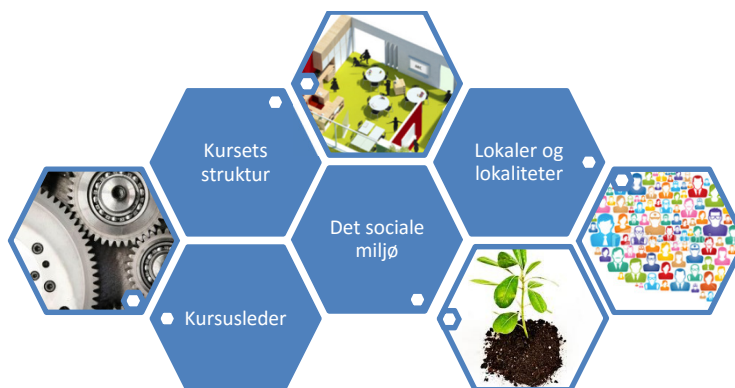 Kursets
struktur
Lokaler og
lokaliteter
Det sociale
miljø
Kursusleder